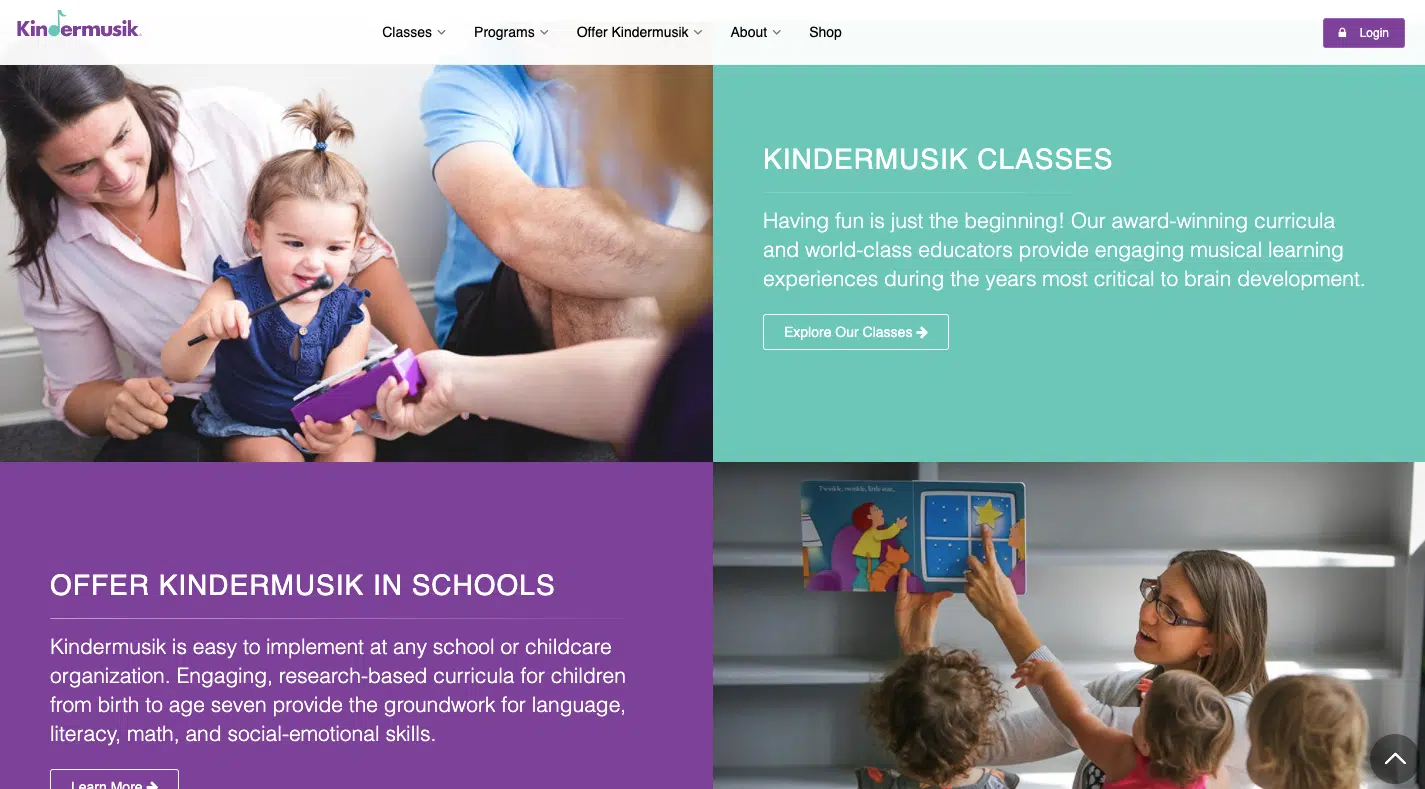 Kindermusik
Classes Programs Offer Kindermusik About Shop Login
KINDERMUSIK CLASSES
Having fun is just the beginning! Our award-winning curricula
and world-class educators provide engaging musical learning
experiences during the years most critical to brain development.
Explore Our Classes
Twinkle, twinkle, little star,
OFFER KINDERMUSIK IN SCHOOLS
Kindermusik is easy to implement at any school or childcare
organization. Engaging, research-based curricula for children
from birth to age seven provide the groundwork for language,
literacy, math, and social-emotional skills.
Learn More